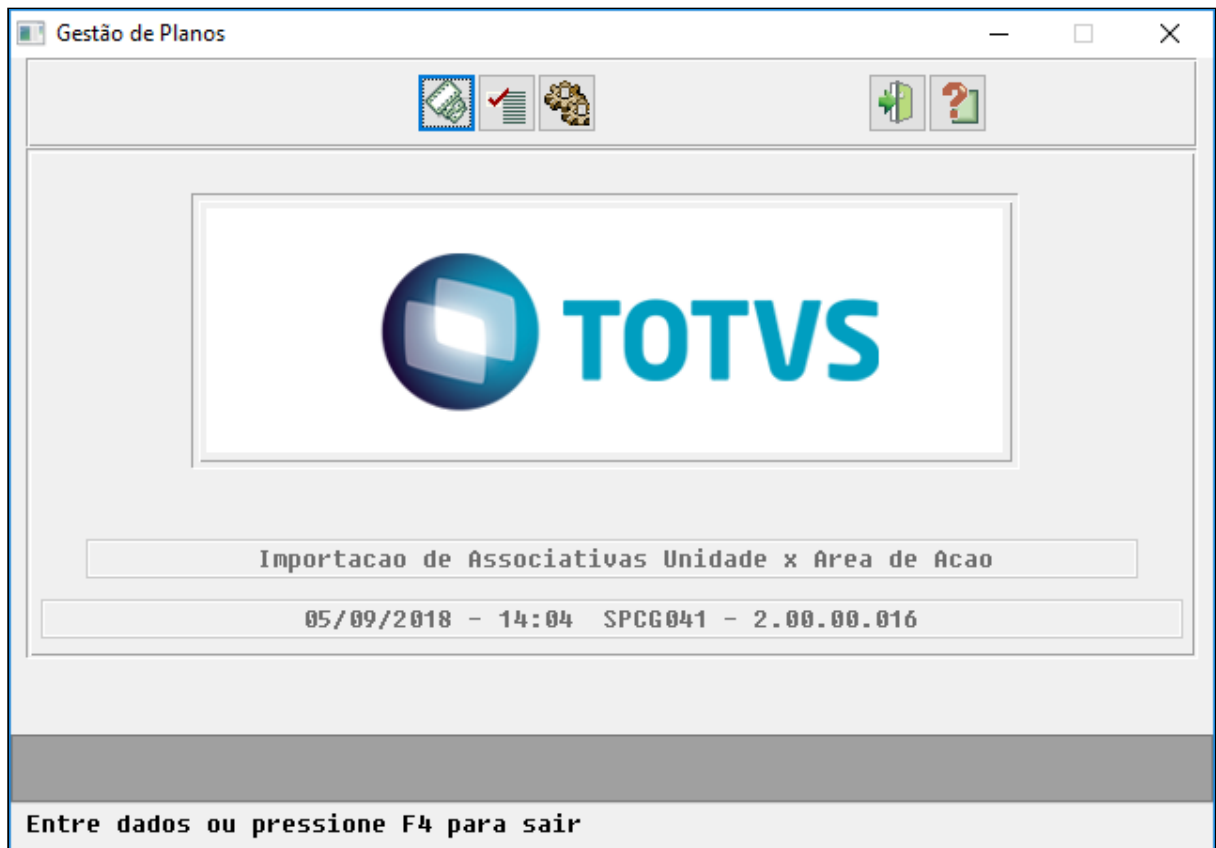 Gestão de Planos
TOTVS
Importacao de Associativas Unidade x Area de Acao
05/09/2018 - 14:04 SPCG041 - 2.00.00.016
Entre dados ou pressione F4 para sair